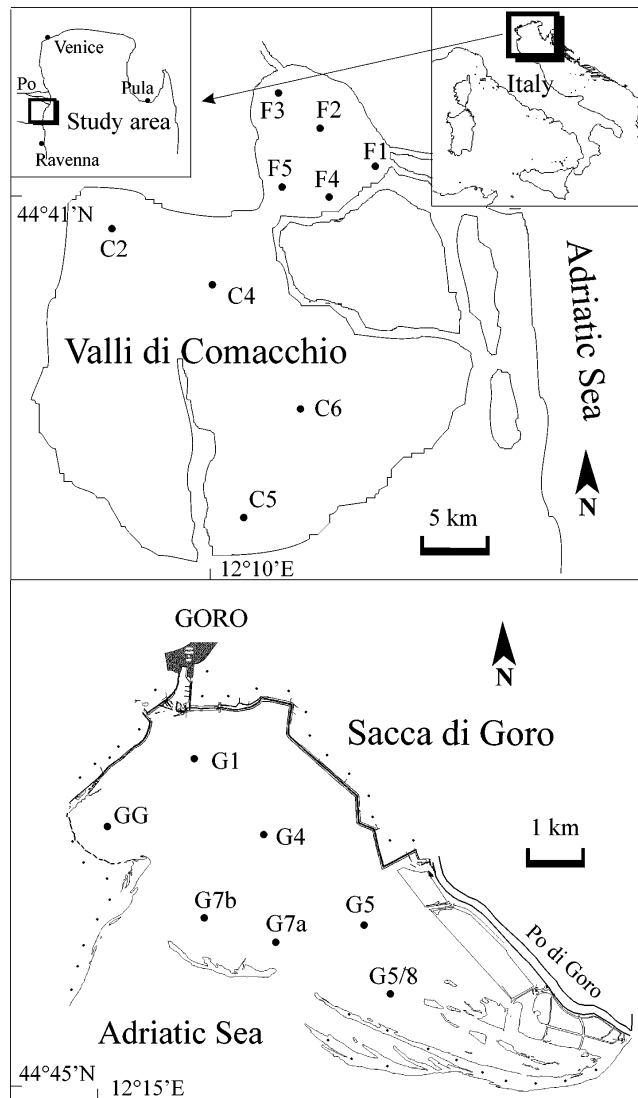 Venice
Po
Pula
Study area
Ravenna
Italy
F3
F2
F1
F5
F4
44°41’N
C2
C4
Adriatic Sea
Valli di Comacchio
C6
C5
N
5 km
12°10’E
GORO
N
Sacca di Goro
G1
GG
G4
1 km
G7b
G7a
G5
Po di Goro
G5/8
Adriatic Sea
44°45’N
12°15’E